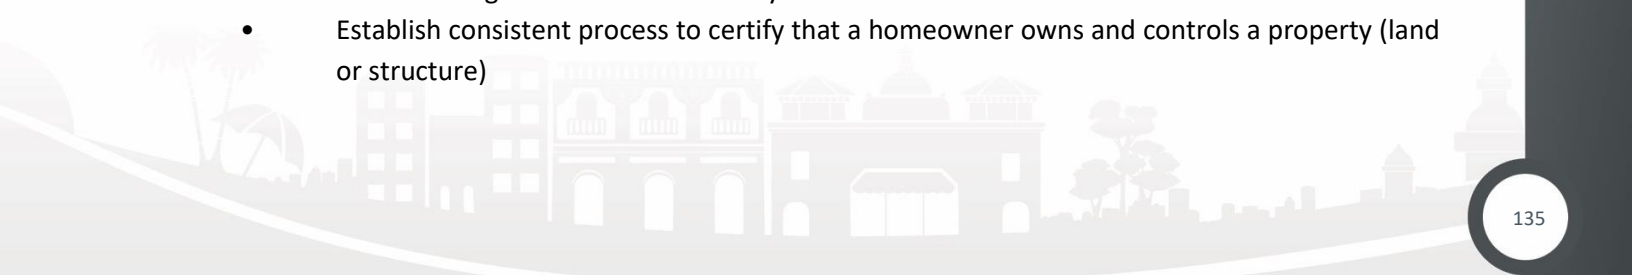 • Establish consistent process to certify that a homeowner owns and controls a property (land
or structure)
135